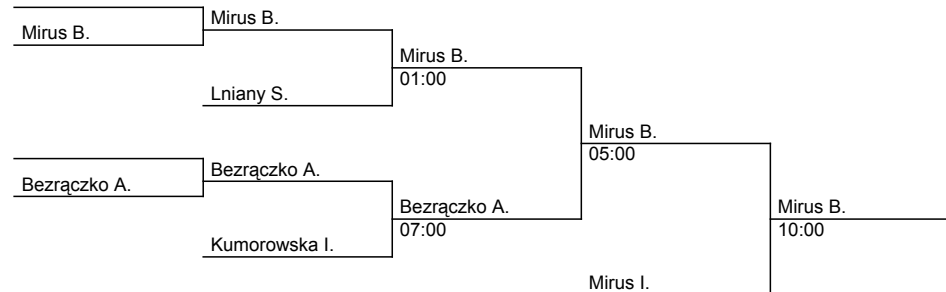 Mirus B.
Mirus B.
Mirus B.
01:00
Lniany S.
Mirus B.
05:00
Bezrączko A.
Bezrączko A.
Bezrączko A.
07:00
Kumorowska I.
Mirus B.
10:00
Mirus I.